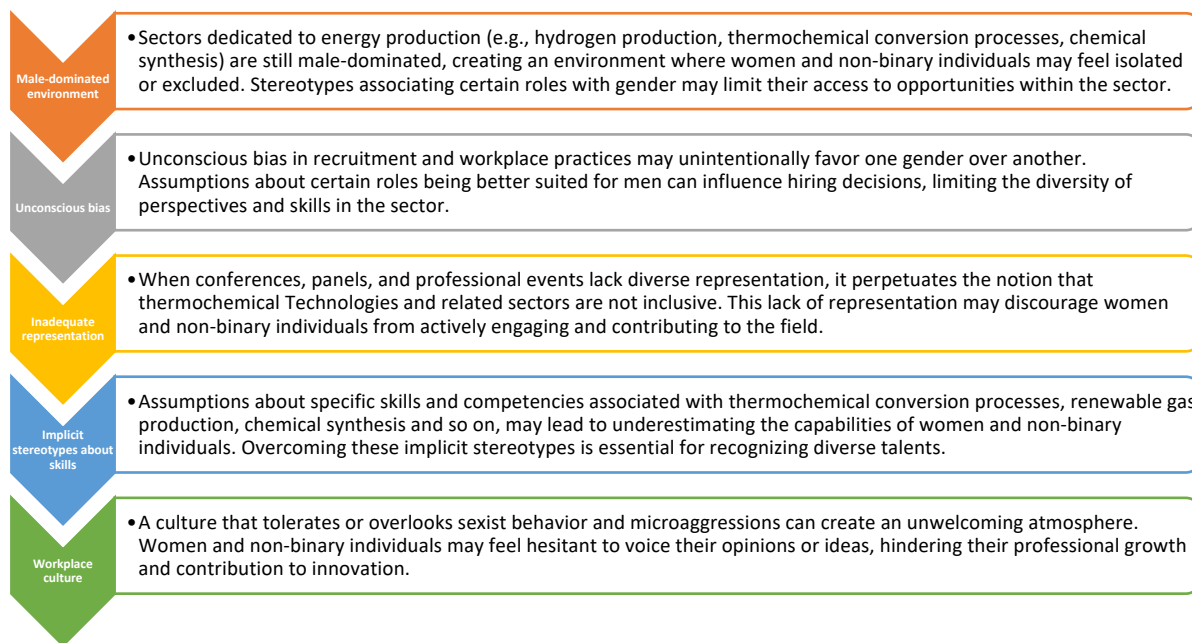 Male-dominated
environment
•Sectors dedicated to energy production (e.g., hydrogen production, thermochemical conversion processes, chemical
synthesis) are still male-dominated, creating an environment where women and non-binary individuals may feel isolated
or excluded. Stereotypes associating certain roles with gender may limit their access to opportunities within the sector.
Unconscious bias
•Unconscious bias in recruitment and workplace practices may unintentionally favor one gender over another.
Assumptions about certain roles being better suited for men can influence hiring decisions, limiting the diversity of
perspectives and skills in the sector.
Inadequate
representation
•When conferences, panels, and professional events lack diverse representation, it perpetuates the notion that
thermochemical Technologies and related sectors are not inclusive. This lack of representation may discourage women
and non-binary individuals from actively engaging and contributing to the field.
Implicit
stereotypes about
skills
•Assumptions about specific skills and competencies associated with thermochemical conversion processes, renewable gas
production, chemical synthesis and so on, may lead to underestimating the capabilities of women and non-binary
individuals. Overcoming these implicit stereotypes is essential for recognizing diverse talents.
Workplace
culture
•A culture that tolerates or overlooks sexist behavior and microaggressions can create an unwelcoming atmosphere.
Women and non-binary individuals may feel hesitant to voice their opinions or ideas, hindering their professional growth
and contribution to innovation.